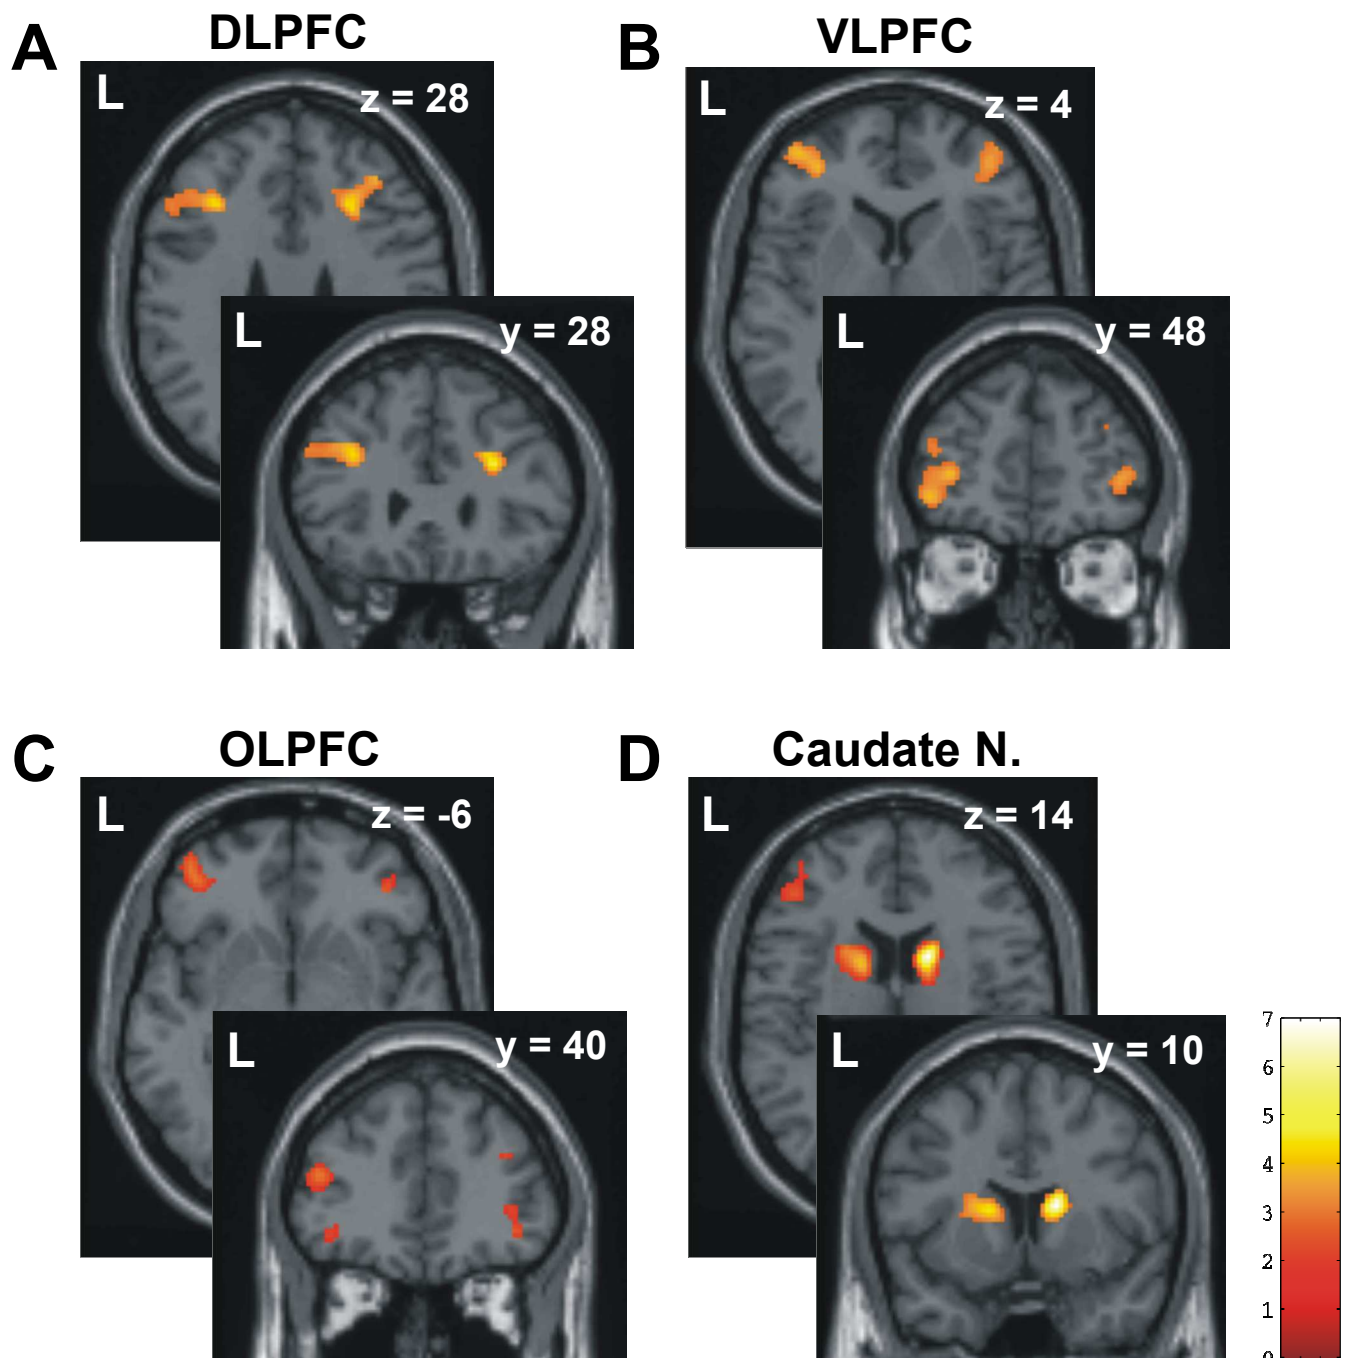 A
DLPFC
L
z = 28
L
y = 28
B
VLPFC
L
z = 4
L
y = 48
C
OLPFC
L
z = -6
L
y = 40
D
Caudate N.
L
z = 14
L
y = 10
7
6
5
4
3
2
1
0